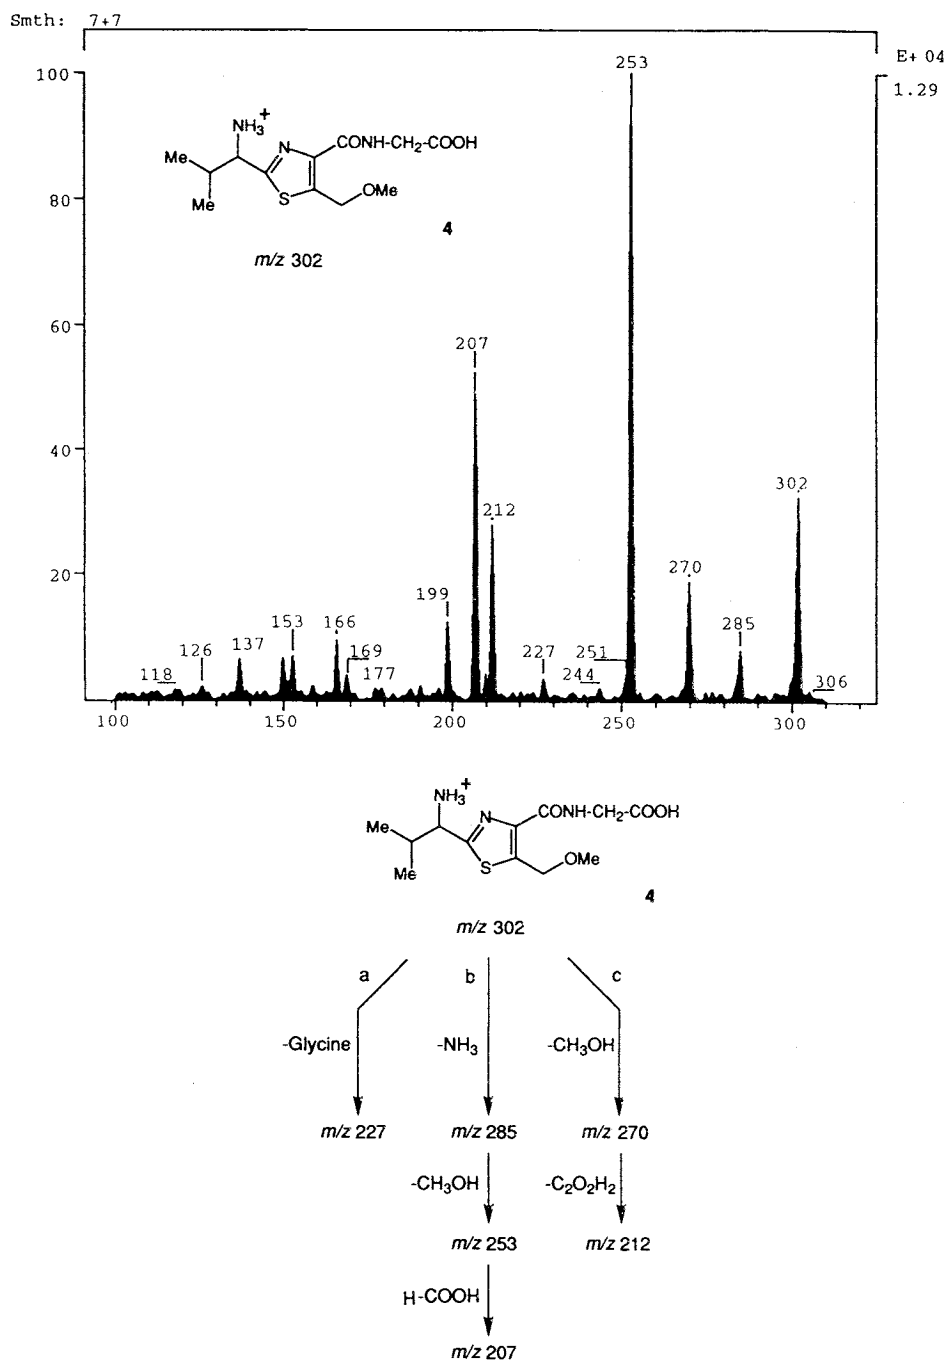 Smth: 7+7
E+ 04
1.29
100
80
60
40
20
253
207
212
302
270
285
199
153
166
137
126
118
169
177
227
251
244
306
100 150 200 250 300
NH3+
Me
Me
N
S
CONH-CH2-COOH
OMe
4
m/z 302
NH3+
Me
Me
N
S
CONH-CH2-COOH
OMe
4
m/z 302
a b c
-Glycine -NH3 -CH3OH
m/z 227 m/z 285 m/z 270
-CH3OH -C2O2H2
m/z 253 m/z 212
H-COOH
m/z 207